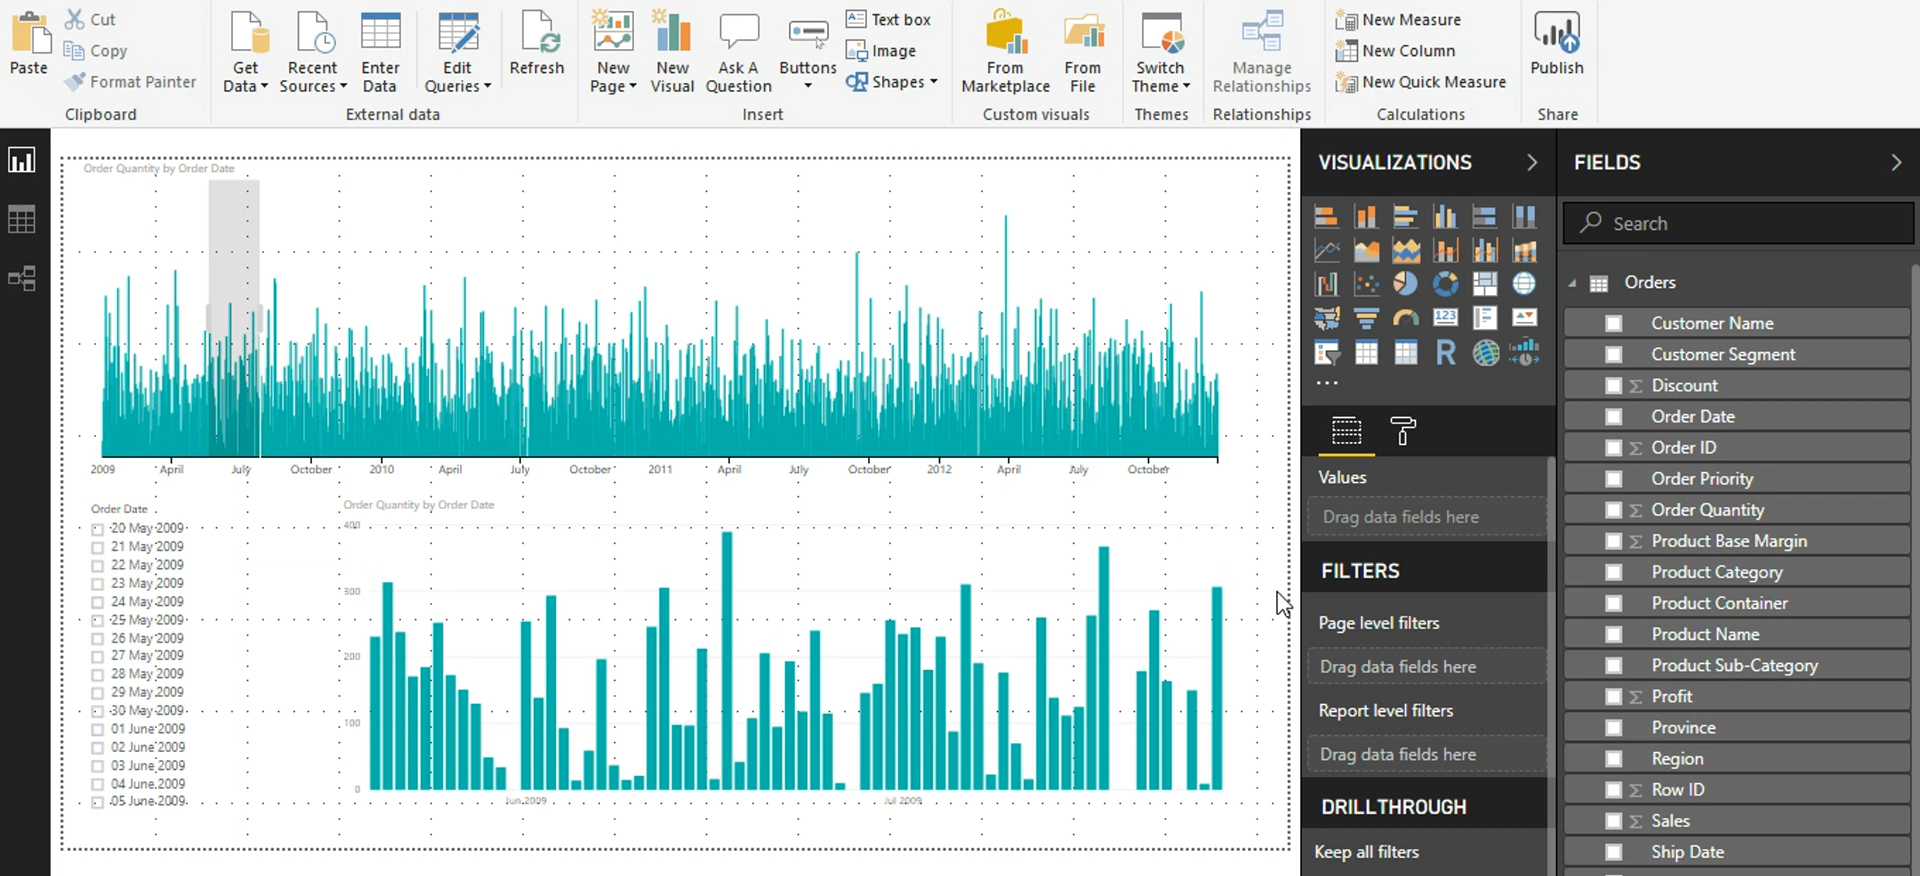 Paste
Cut
Copy
Format Painter
Clipboard
Get
Data
Recent
Sources
Enter
Data
Edit
Queries
Refresh
External data
New
Page
New
Visual
Ask A
Question
Buttons
Text box
Image
Shapes
Insert
From
Marketplace
From
File
Custom visuals
Switch
Theme
Themes
Manage
Relationships
Relationships
New Measure
New Column
New Quick Measure
Calculations
Publish
Share
Order Quantity by Order Date
2009 April July October 2010 April July October 2011 April July October 2012 April July October
Order Date
20 May 2009
21 May 2009
22 May 2009
23 May 2009
24 May 2009
25 May 2009
26 May 2009
27 May 2009
28 May 2009
29 May 2009
30 May 2009
01 June 2009
02 June 2009
03 June 2009
04 June 2009
05 June 2009
Order Quantity by Order Date
400
300
200
100
0
Jun 2009 Jul 2009
VISUALIZATIONS
123
R
Values
Drag data fields here
FILTERS
Page level filters
Drag data fields here
Report level filters
Drag data fields here
DRILLTHROUGH
Keep all filters
FIELDS
Search
Orders
Customer Name
Customer Segment
Σ Discount
Order Date
Σ Order ID
Order Priority
Σ Order Quantity
Σ Product Base Margin
Product Category
Product Container
Product Name
Product Sub-Category
Σ Profit
Province
Region
Σ Row ID
Σ Sales
Ship Date